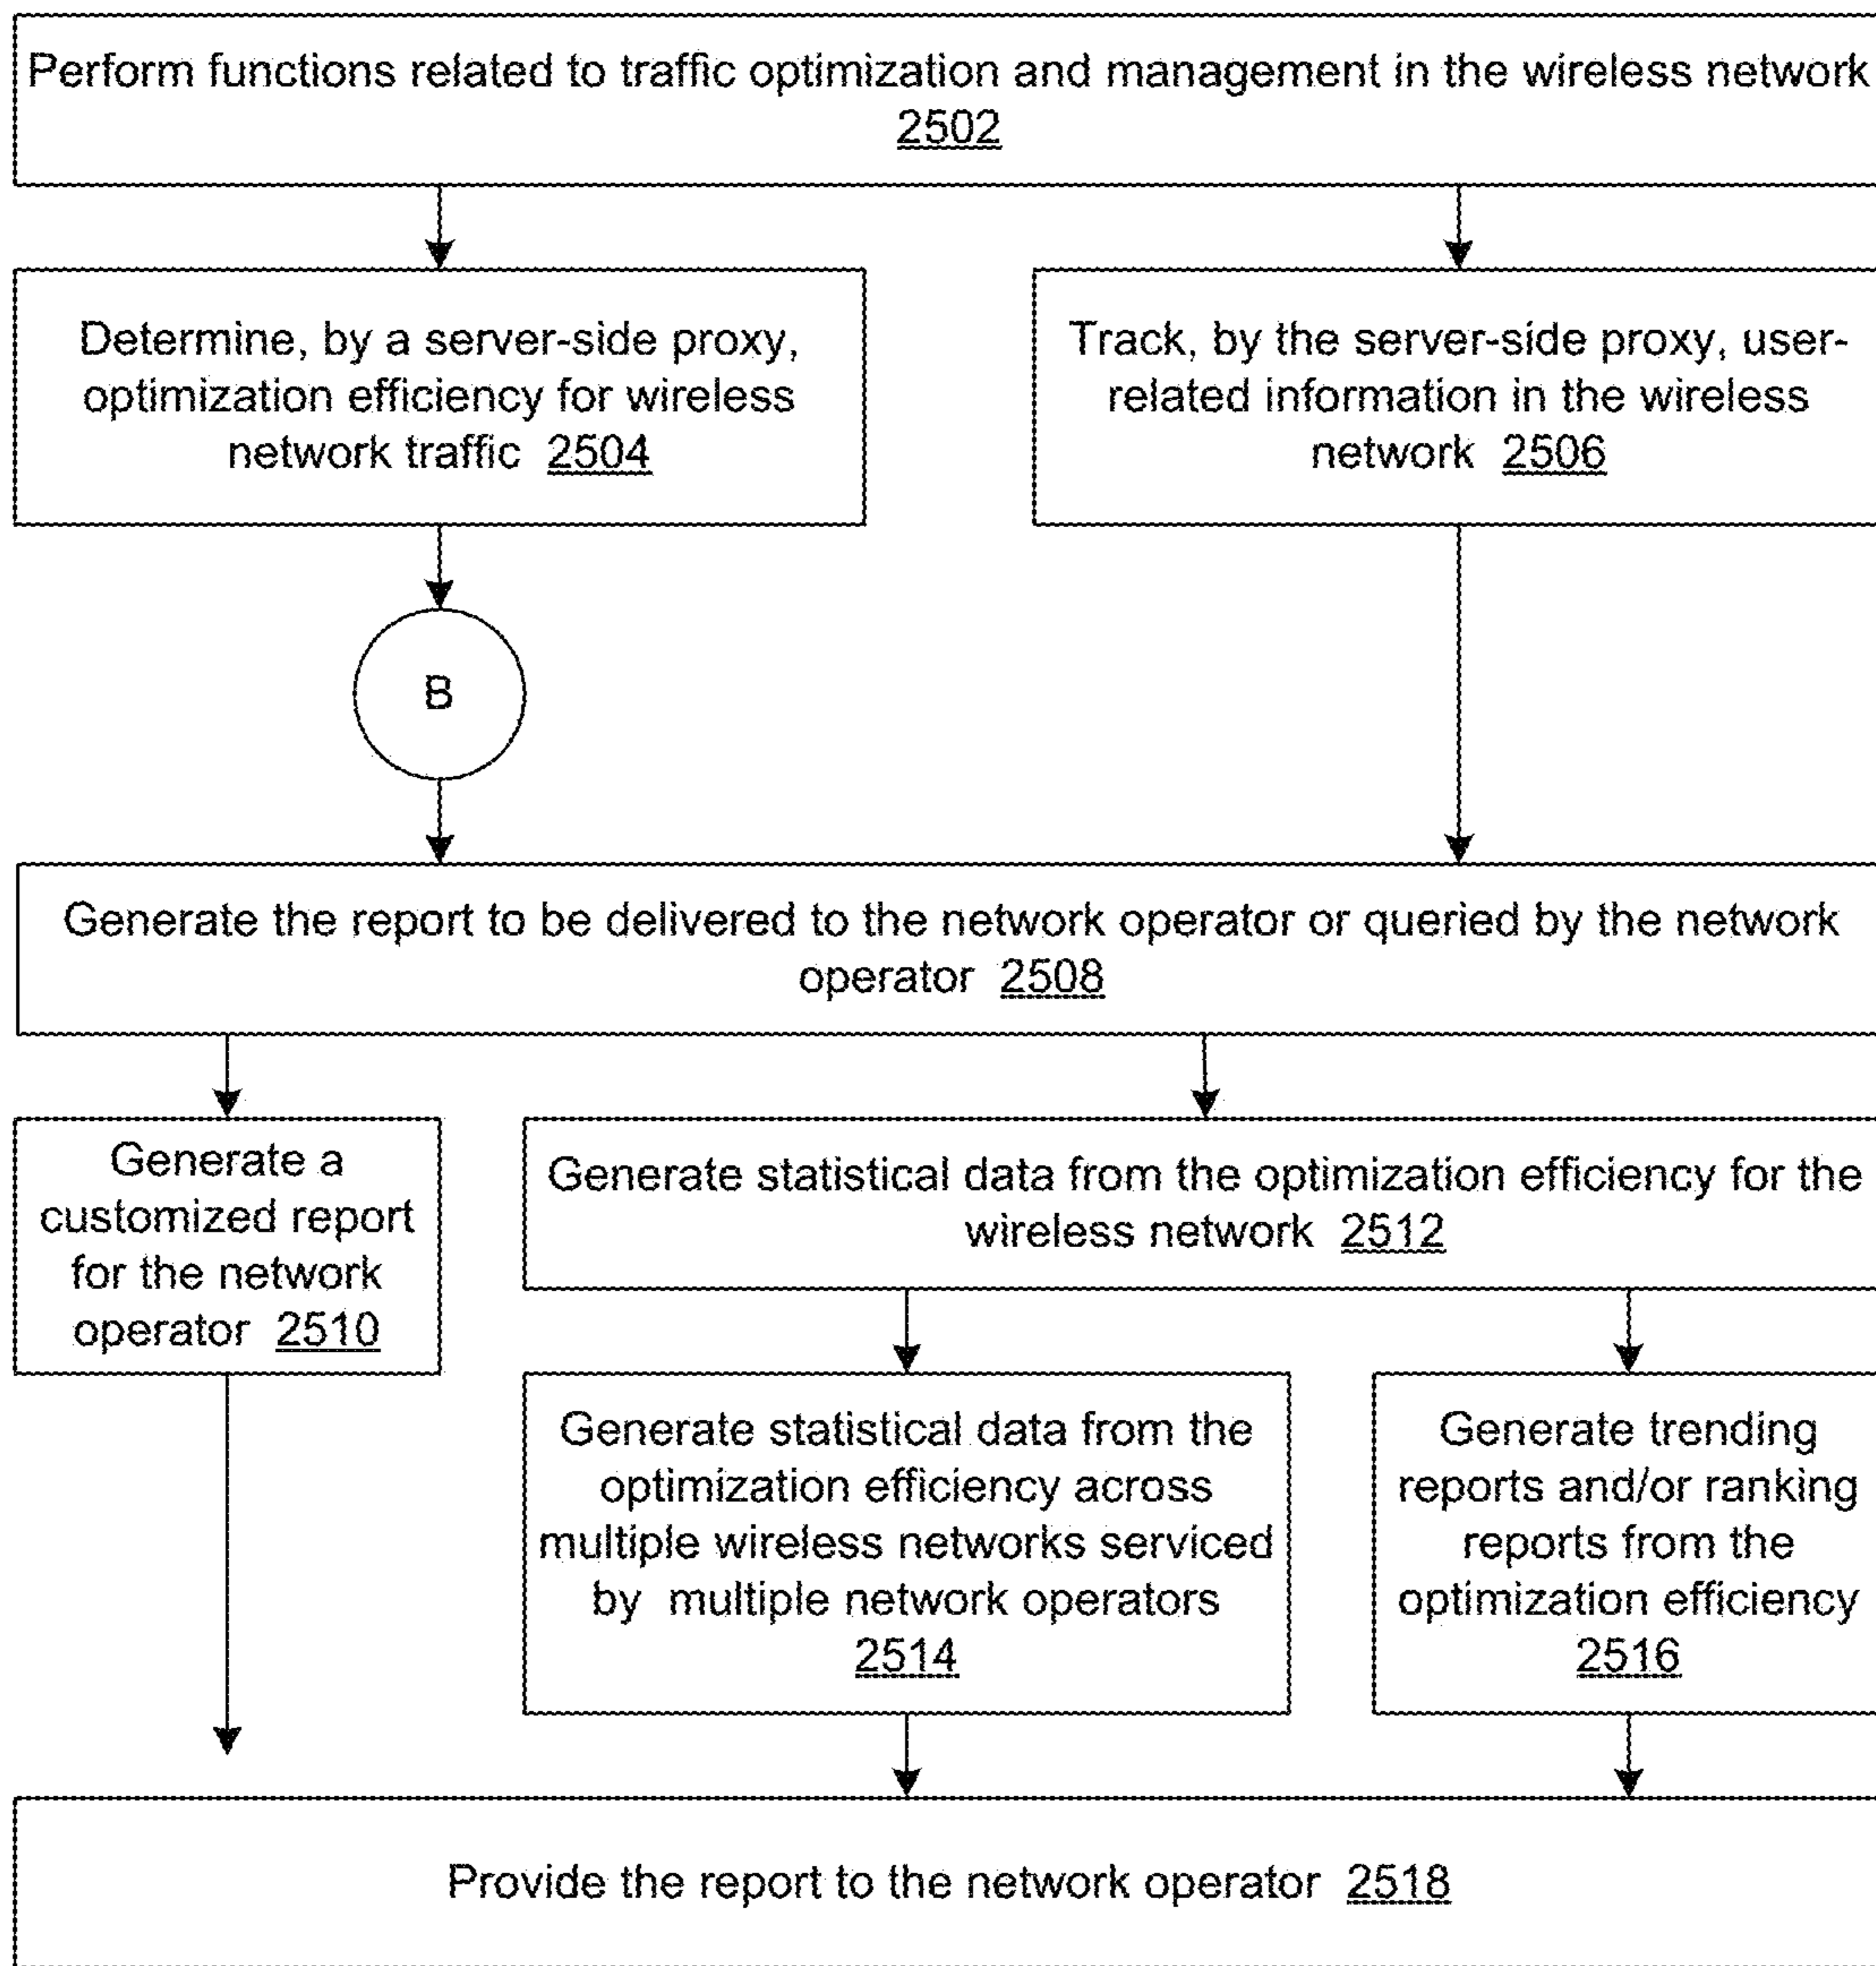 Perform functions related to traffic optimization and management in the wireless network
2502
Determine, by a server-side proxy,
optimization efficiency for wireless
network traffic 2504
Track, by the server-side proxy, user-
related information in the wireless
network 2506
B
Generate the report to be delivered to the network operator or queried by the network
operator 2508
Generate a
customized report
for the network
operator 2510
Generate statistical data from the optimization efficiency for the
wireless network 2512
Generate statistical data from the
optimization efficiency across
multiple wireless networks serviced
by multiple network operators
2514
Generate trending
reports and/or ranking
reports from the
optimization efficiency
2516
Provide the report to the network operator 2518